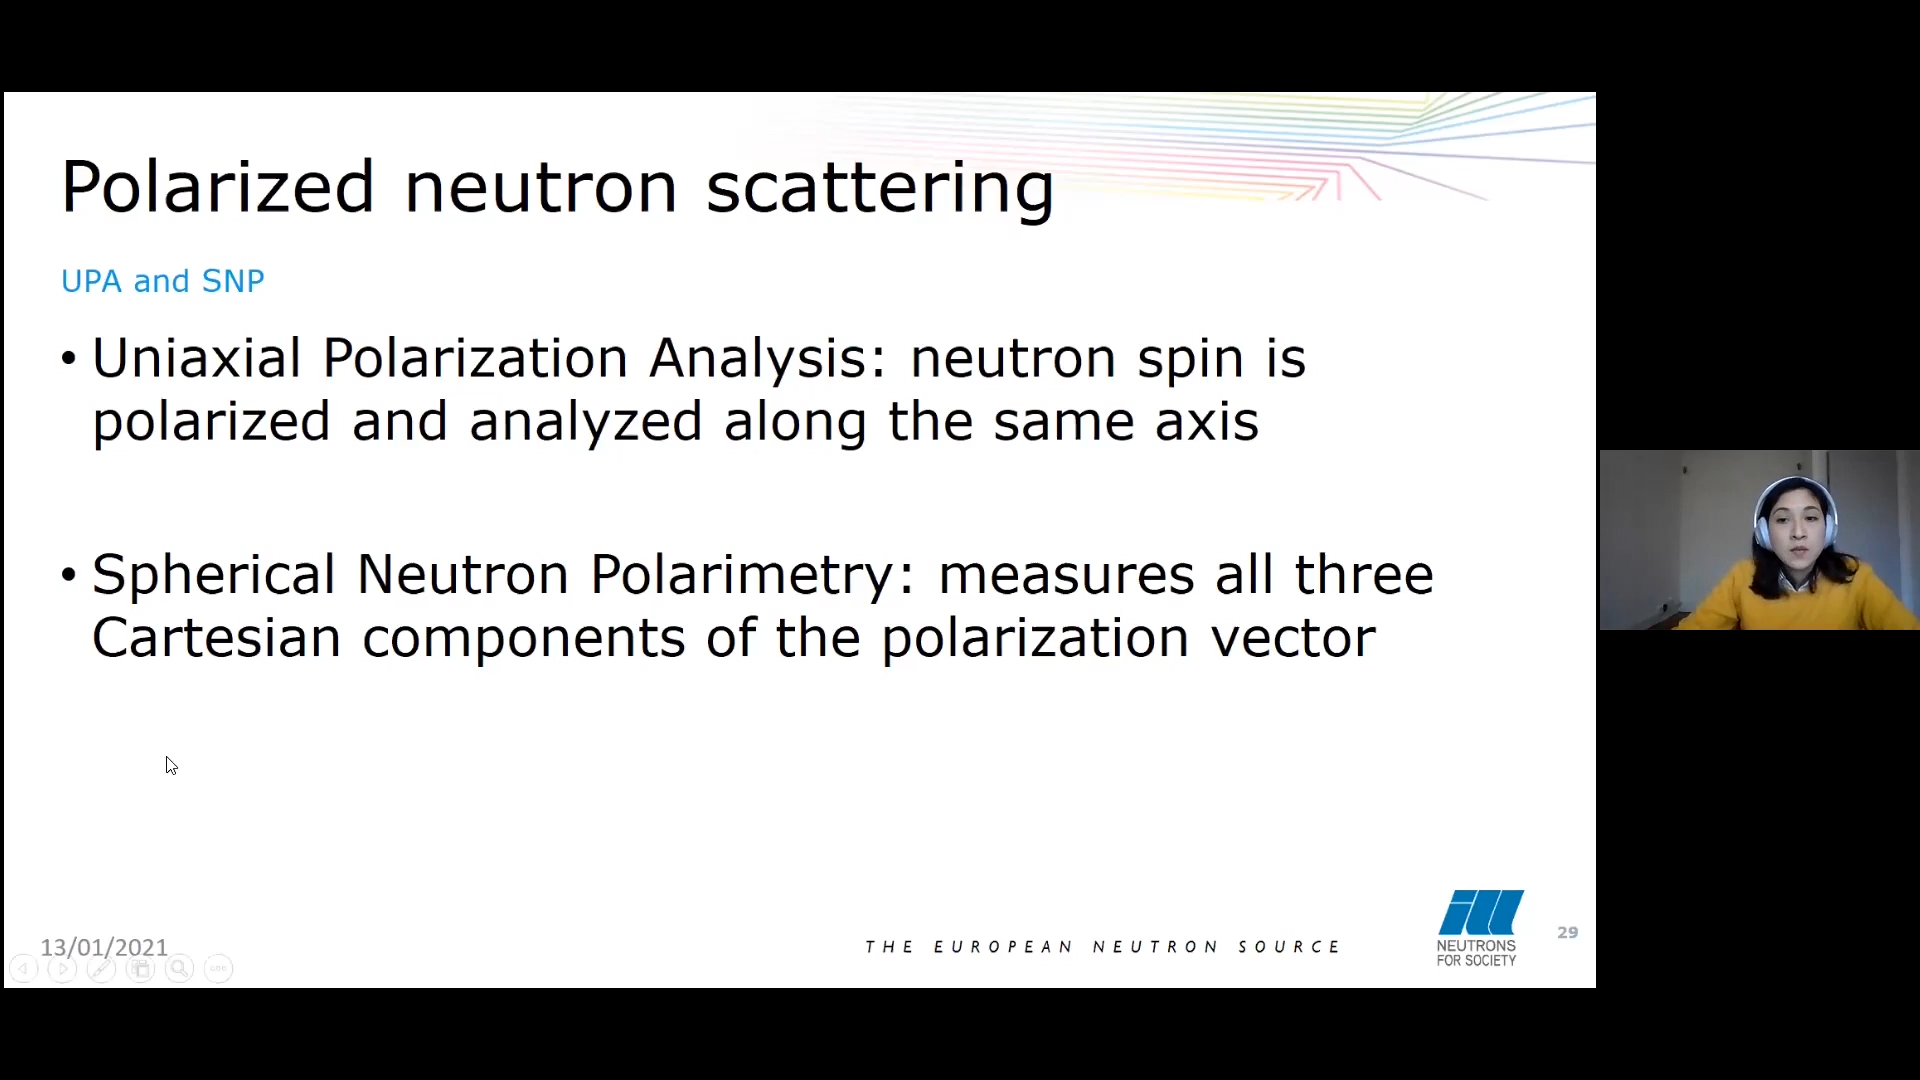 Polarized neutron scattering
UPA and SNP
• Uniaxial Polarization Analysis: neutron spin is
polarized and analyzed along the same axis
• Spherical Neutron Polarimetry: measures all three
Cartesian components of the polarization vector
13/01/2021
THE EUROPEAN NEUTRON SOURCE
ill
NEUTRONS
FOR SOCIETY
29